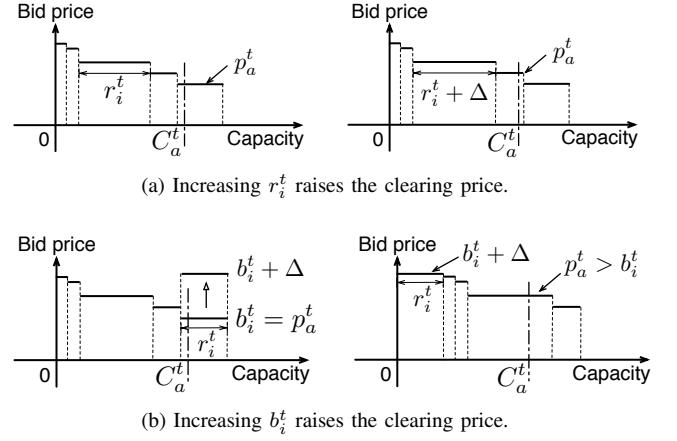 Bid price
p_a^t
r_i^t
0
C_a^t
Capacity
Bid price
p_a^t
r_i^t + Δ
0
C_a^t
Capacity
(a) Increasing r_i^t raises the clearing price.
Bid price
b_i^t + Δ
b_i^t = p_a^t
r_i^t
0
C_a^t
Capacity
Bid price
b_i^t + Δ
p_a^t > b_i^t
r_i^t
0
C_a^t
Capacity
(b) Increasing b_i^t raises the clearing price.